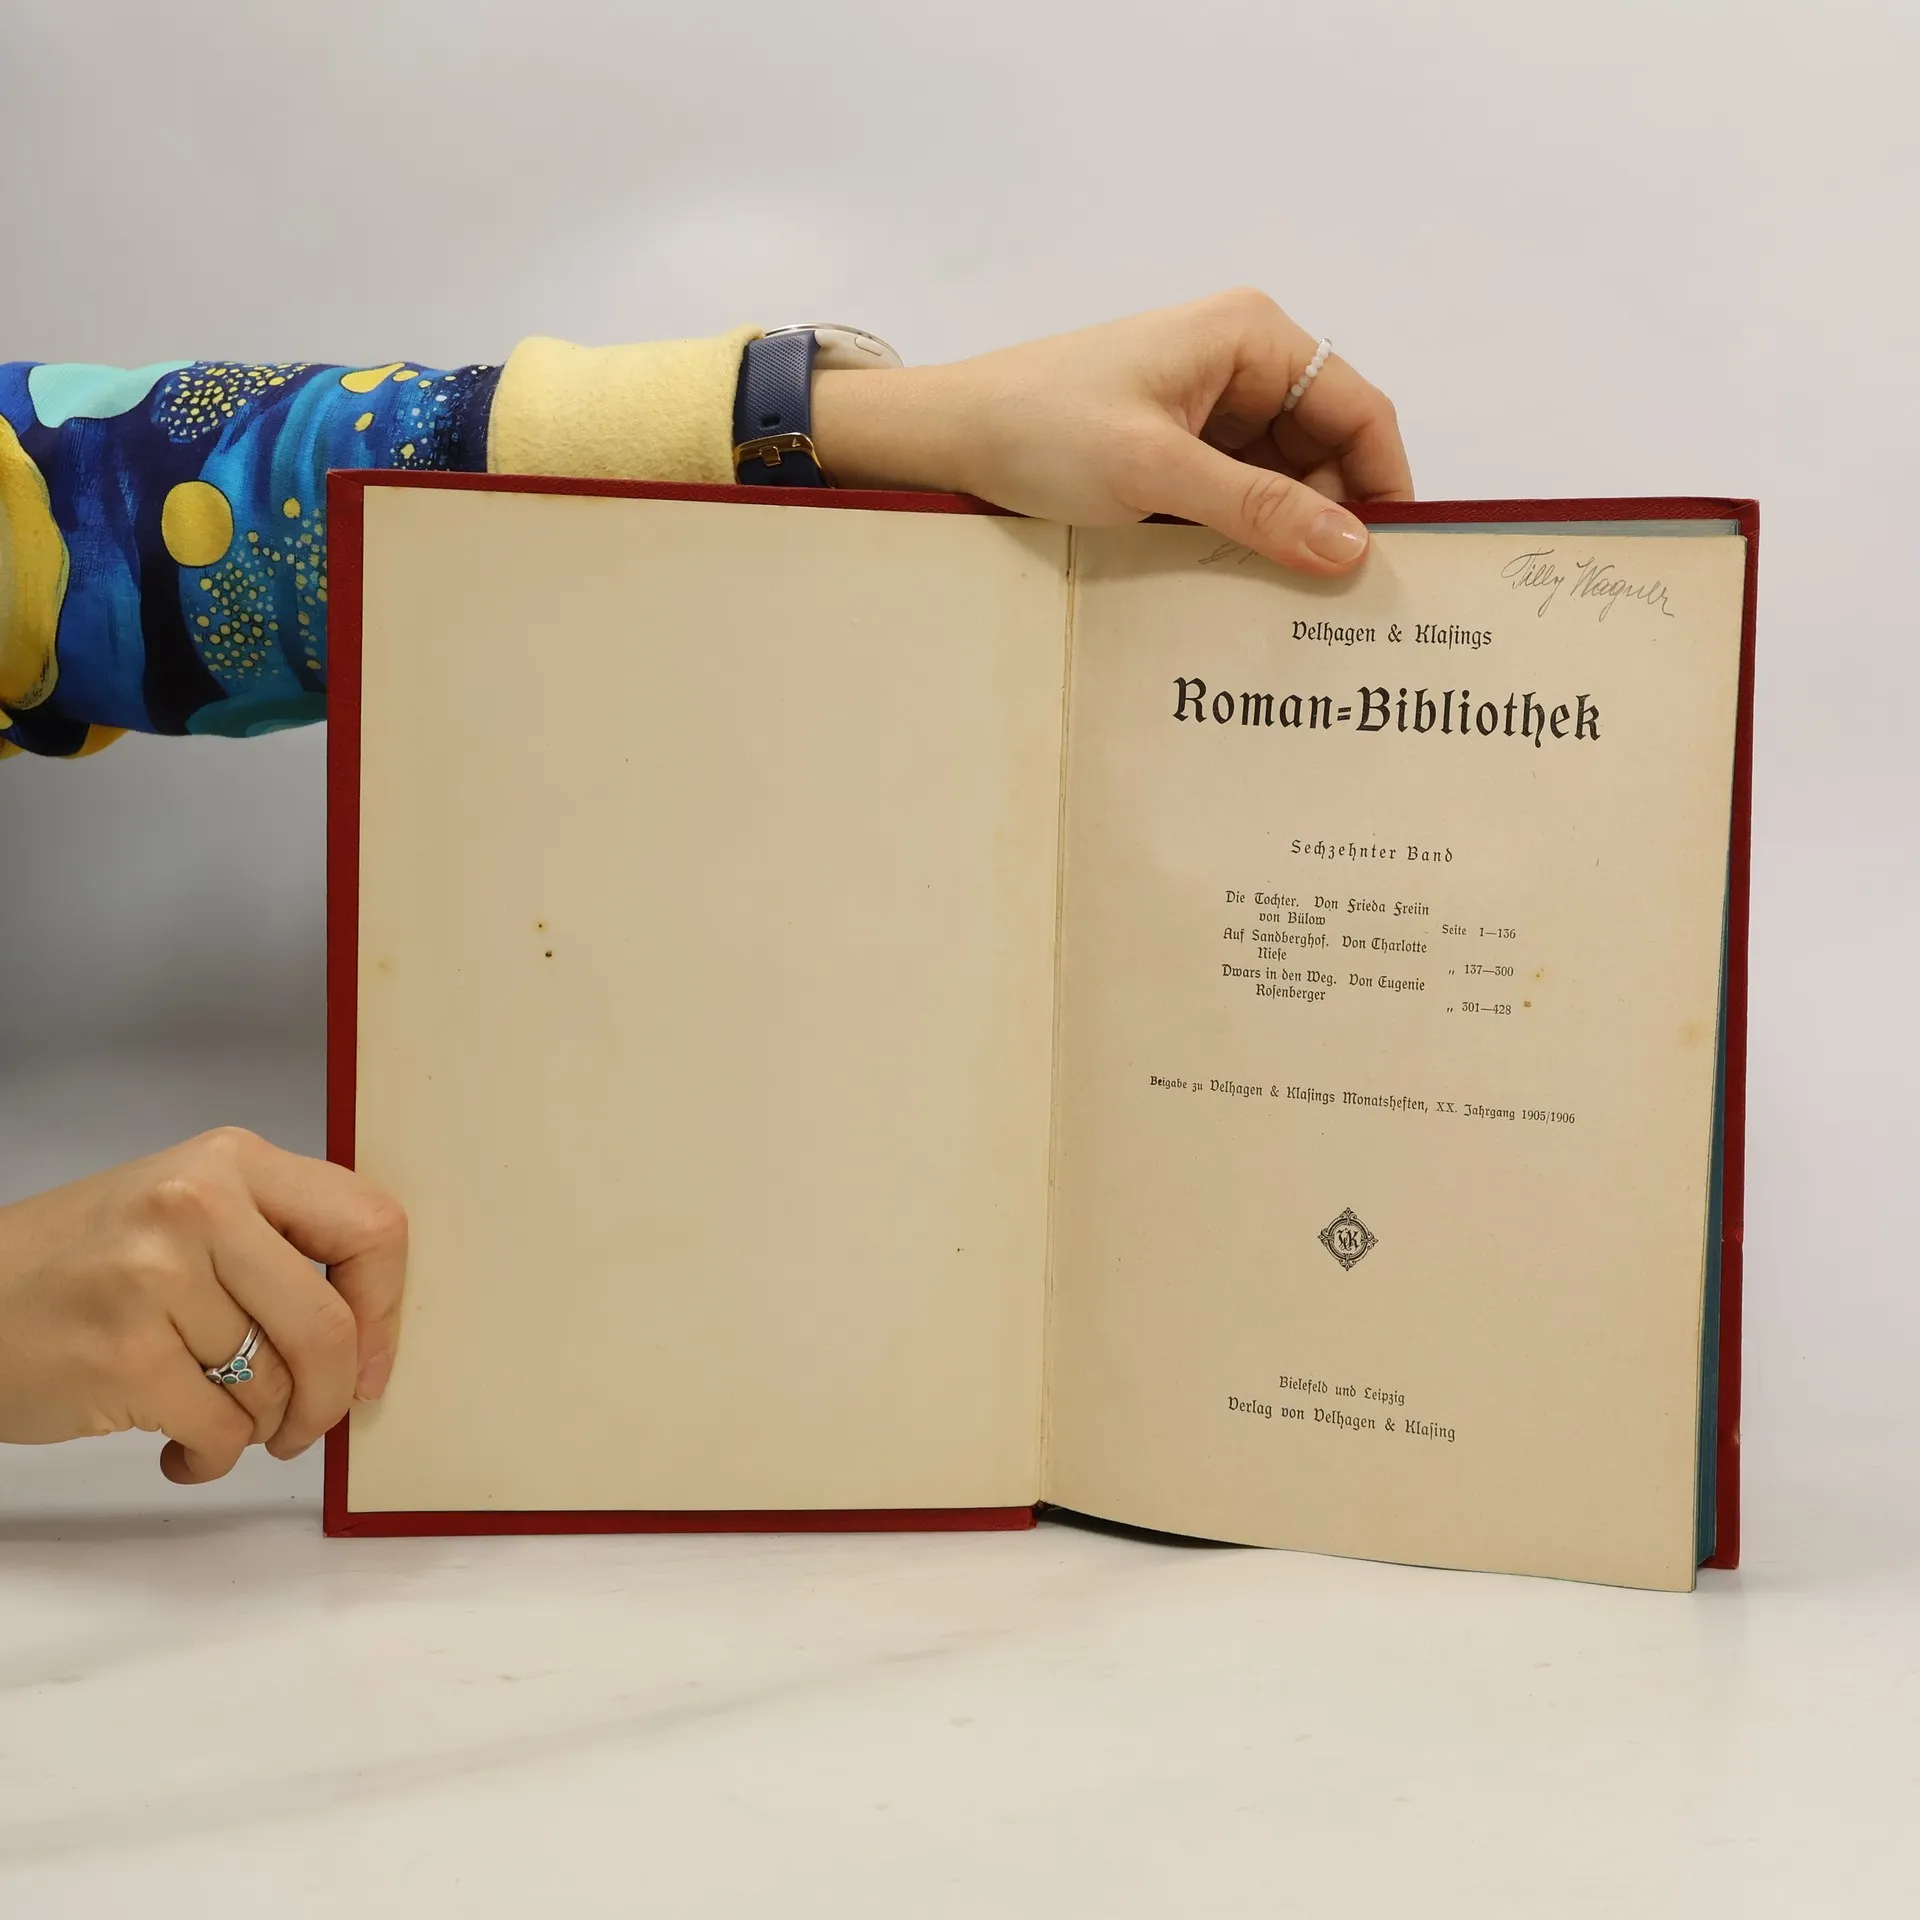 Tilly Wagner
Velhagen & Klasings
Roman=Bibliothek
Sechzehnter Band
Die Tochter. Von Frieda Freiin
von Bülow
Seite 1—136
Auf Sandberghof. Von Charlotte
Niese
„ 137—300
Dwars in den Weg. Von Eugenie
Rosenberger
„ 301—428
Beigabe zu Velhagen & Klasings Monatsheften, XX. Jahrgang 1905/1906
VK
Bielefeld und Leipzig
Verlag von Velhagen & Klasing